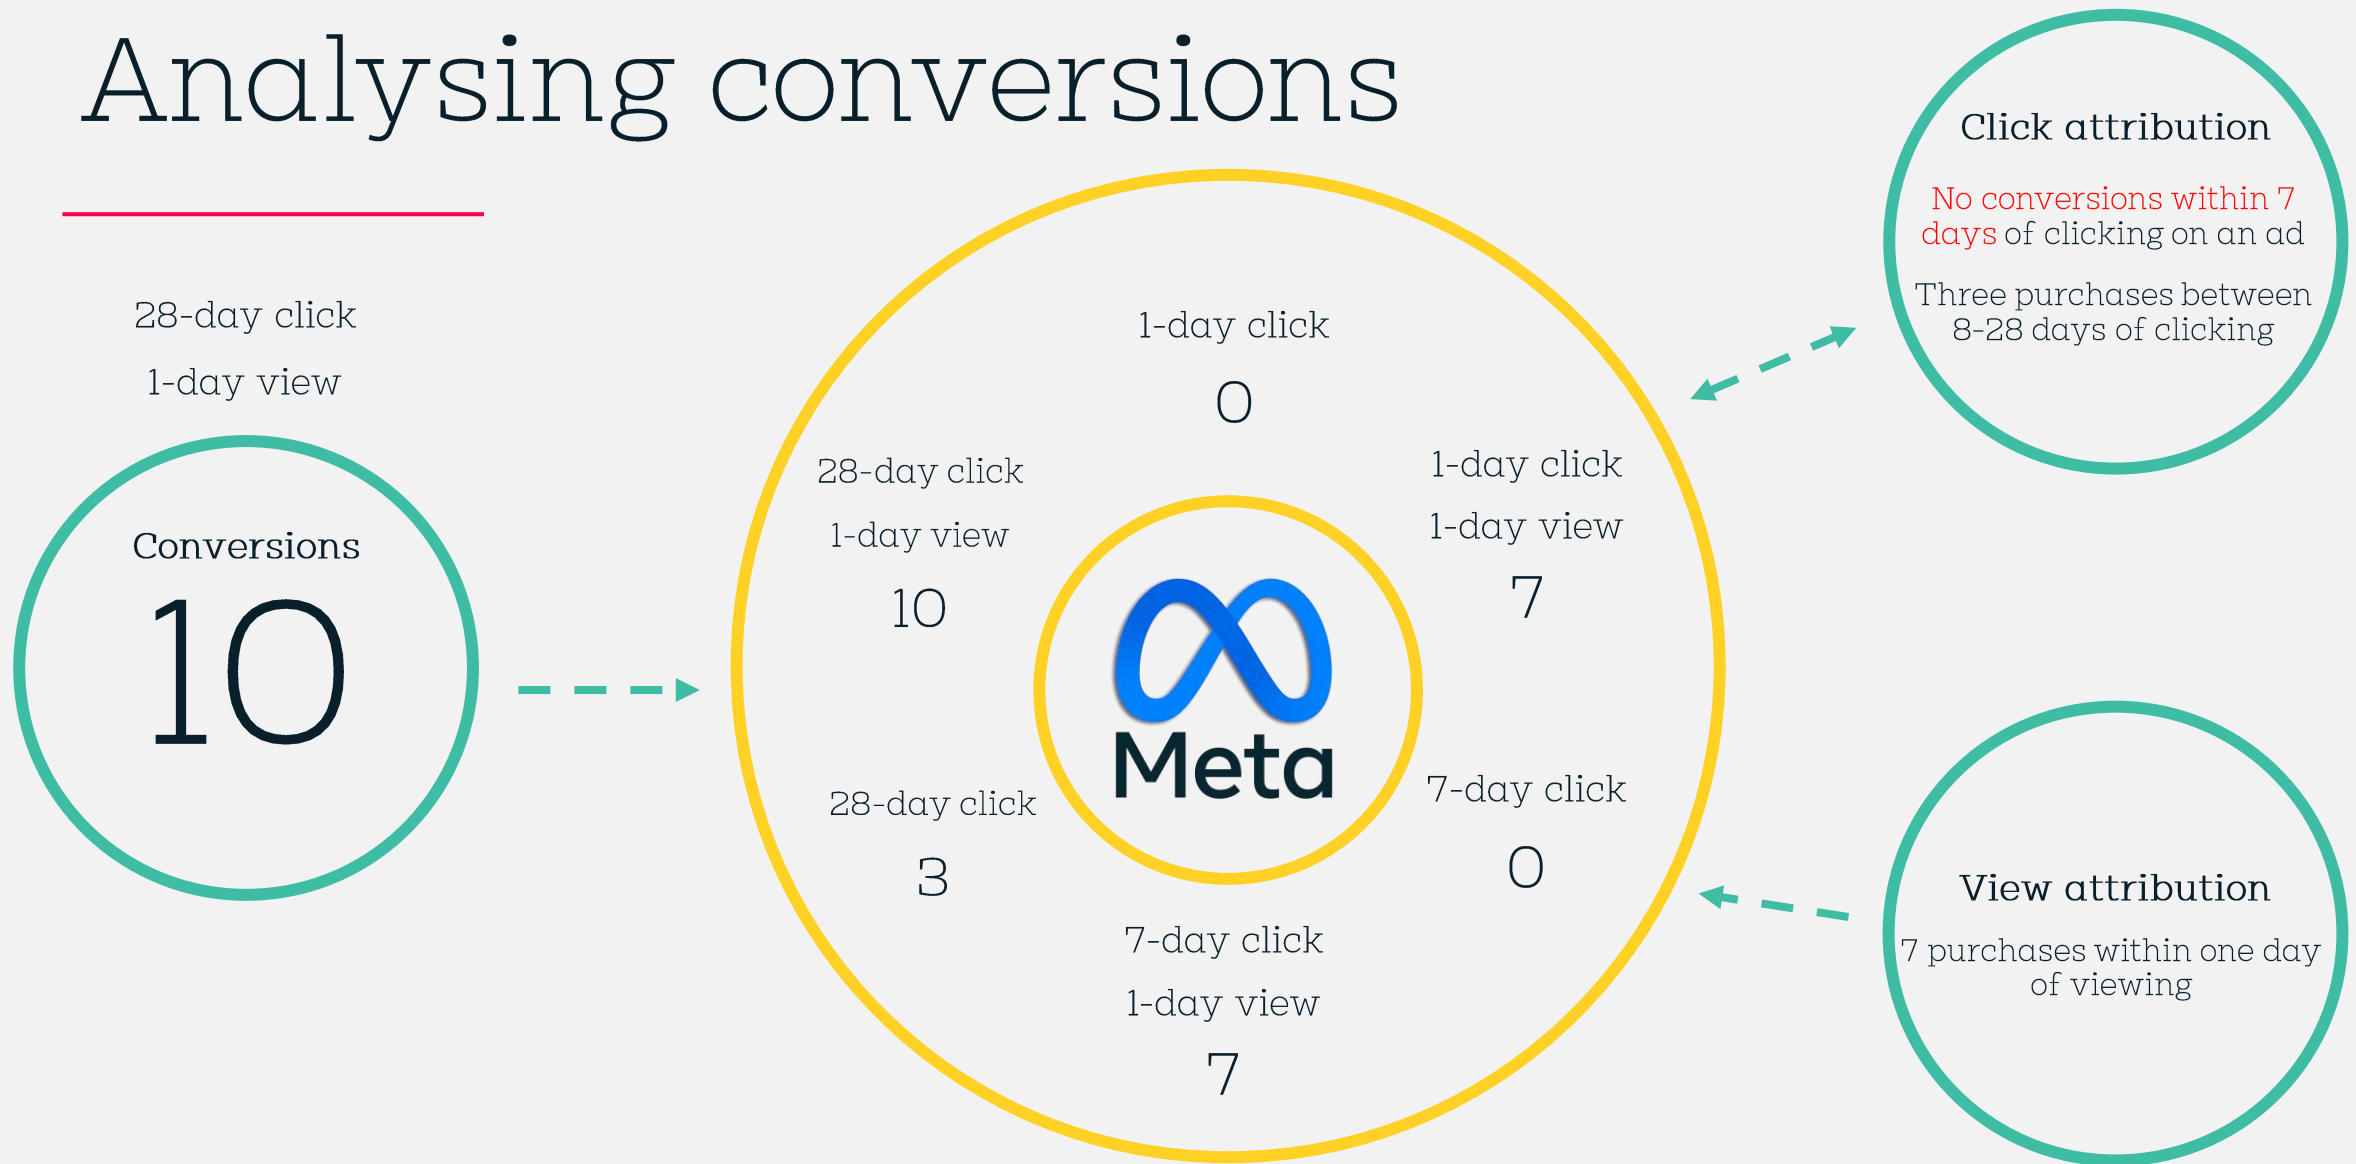 Analysing conversions
28-day click
1-day view
Conversions
10
1-day click
0
28-day click
1-day view
10
1-day click
1-day view
7
Meta
28-day click
3
7-day click
0
7-day click
1-day view
7
Click attribution
No conversions within 7
days of clicking on an ad
Three purchases between
8-28 days of clicking
View attribution
7 purchases within one day
of viewing